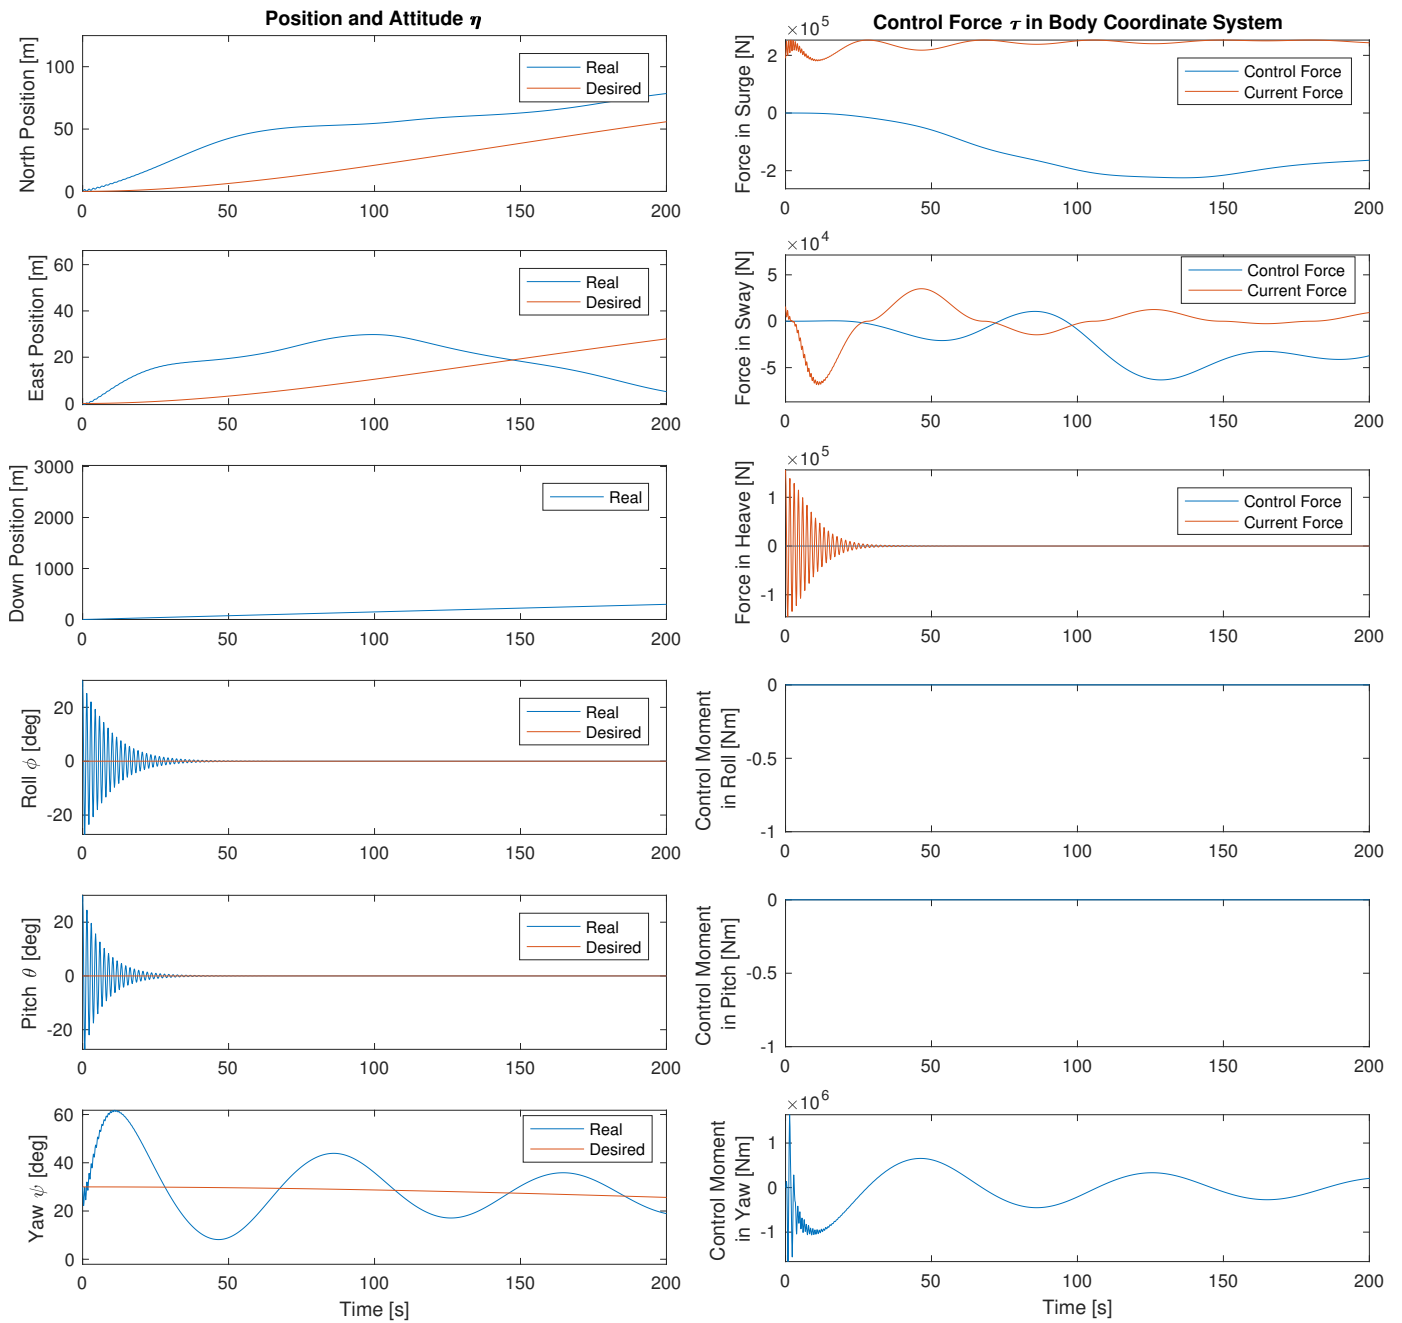 Position and Attitude η
North Position [m]
100
50
0
0 50 100 150 200
Real
Desired
East Position [m]
60
40
20
0
0 50 100 150 200
Real
Desired
Down Position [m]
3000
2000
1000
0
0 50 100 150 200
Real
Roll ϕ [deg]
20
0
-20
0 50 100 150 200
Real
Desired
Pitch θ [deg]
20
0
-20
0 50 100 150 200
Real
Desired
Yaw ψ [deg]
60
40
20
0
0 50 100 150 200
Real
Desired
Time [s]
Control Force τ in Body Coordinate System
×10^5
Force in Surge [N]
2
0
-2
0 50 100 150 200
Control Force
Current Force
×10^4
Force in Sway [N]
5
0
-5
0 50 100 150 200
Control Force
Current Force
×10^5
Force in Heave [N]
1
0
-1
0 50 100 150 200
Control Force
Current Force
Control Moment
in Roll [Nm]
0
-0.5
-1
0 50 100 150 200
Control Moment
in Pitch [Nm]
0
-0.5
-1
0 50 100 150 200
×10^6
Control Moment
in Yaw [Nm]
1
0
-1
0 50 100 150 200
Time [s]